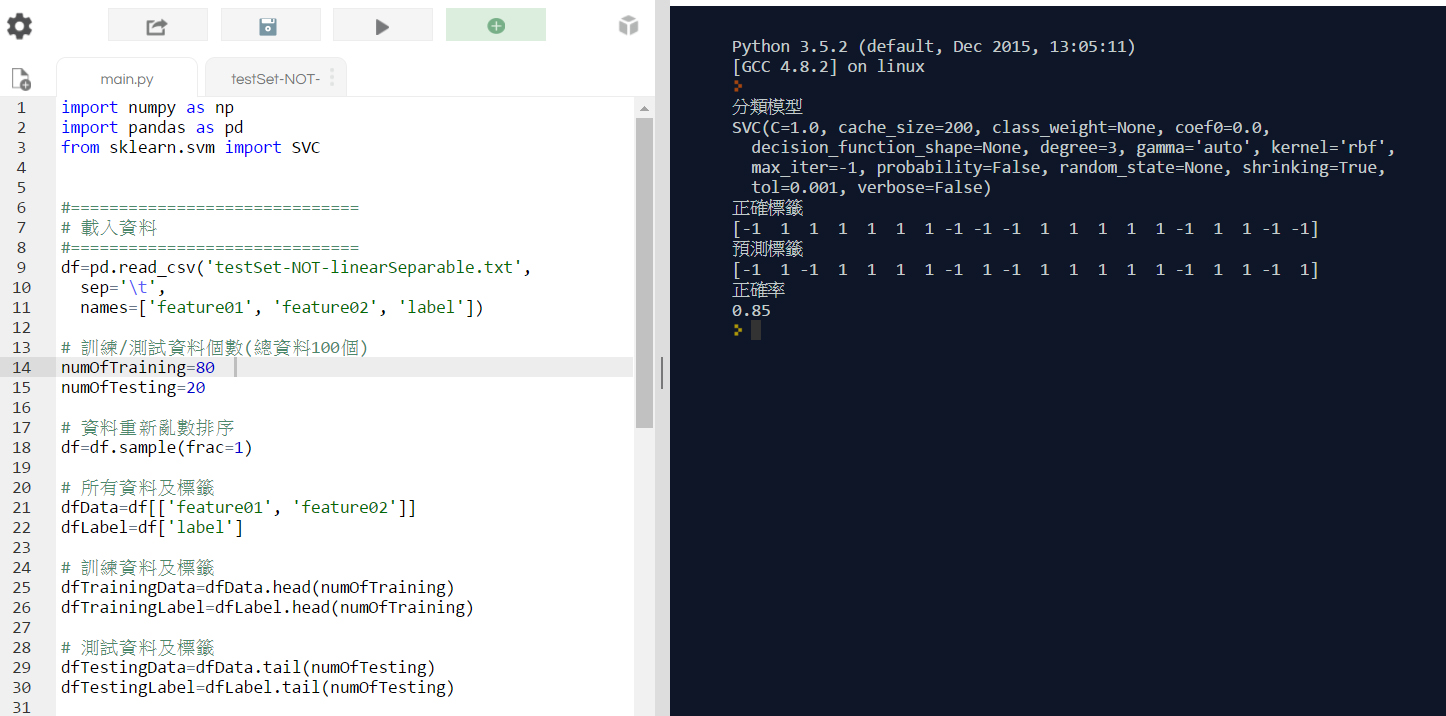 main.py
testSet-NOT-
1 import numpy as np
2 import pandas as pd
3 from sklearn.svm import SVC
4
5
6 #==============================
7 # 載入資料
8 #==============================
9 df=pd.read_csv('testSet-NOT-linearSeparable.txt',
10   sep='\t',
11   names=['feature01', 'feature02', 'label'])
12
13 # 訓練/測試資料個數(總資料100個)
14 numOfTraining=80
15 numOfTesting=20
16
17 # 資料重新亂數排序
18 df=df.sample(frac=1)
19
20 # 所有資料及標籤
21 dfData=df[['feature01', 'feature02']]
22 dfLabel=df['label']
23
24 # 訓練資料及標籤
25 dfTrainingData=dfData.head(numOfTraining)
26 dfTrainingLabel=dfLabel.head(numOfTraining)
27
28 # 測試資料及標籤
29 dfTestingData=dfData.tail(numOfTesting)
30 dfTestingLabel=dfLabel.tail(numOfTesting)
31
Python 3.5.2 (default, Dec 2015, 13:05:11)
[GCC 4.8.2] on linux
分類模型
SVC(C=1.0, cache_size=200, class_weight=None, coef0=0.0,
  decision_function_shape=None, degree=3, gamma='auto', kernel='rbf',
  max_iter=-1, probability=False, random_state=None, shrinking=True,
  tol=0.001, verbose=False)
正確標籤
[-1  1  1  1  1  1  1 -1 -1 -1  1  1  1  1  1 -1  1  1 -1 -1]
預測標籤
[-1  1 -1  1  1  1  1 -1  1 -1  1  1  1  1  1 -1  1  1 -1  1]
正確率
0.85